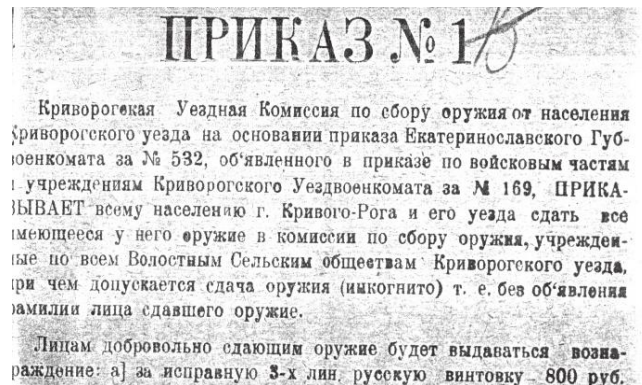 ПРИКАЗ № 1
Криворогская Уездная Комиссия по сбору оружия от населения
Криворогского уезда на основании приказа Екатеринославского Губ-
военкомата за № 532, об‘явленного в приказе по войсковым частям
и учреждениям Криворогского Уездвоенкомата за № 169, ПРИКА-
ЗЫВАЕТ всему населению г. Кривого-Рога и его уезда сдать все
имеющееся у него оружие в комиссии по сбору оружия, учрежден-
ные по всем Волостным Сельским обществам Криворогского уезда,
при чем допускается сдача оружия (инкогнито) т. е. без об‘явления
фамилии лица сдавшего оружие.
Лицам добровольно сдающим оружие будет выдаваться возна-
раждение: а] за исправную 3-х лин. русскую винтовку 800 руб.